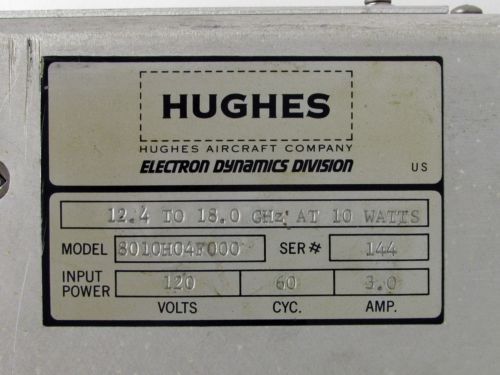 HUGHES
HUGHES AIRCRAFT COMPANY
ELECTRON DYNAMICS DIVISION
US
12.4 TO 18.0 GHz AT 10 WATTS
MODEL 8010H04F000 SER # 144
INPUT POWER 120 60 3.0
VOLTS CYC. AMP.